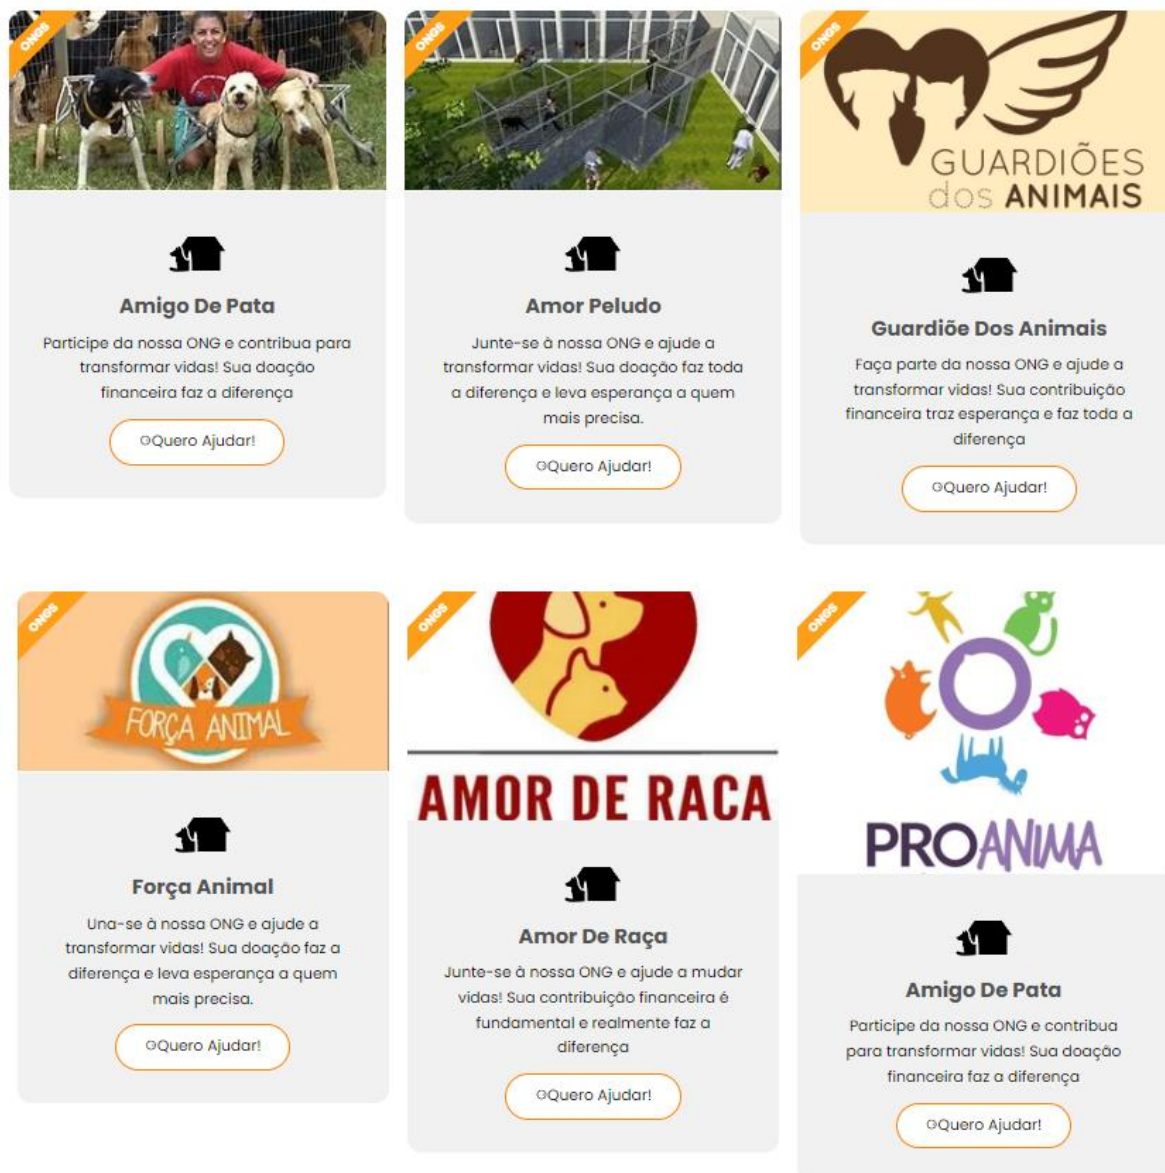 ONGS
Amigo De Pata
Participe da nossa ONG e contribua para
transformar vidas! Sua doação
financeira faz a diferença
Quero Ajudar!
ONGS
Amor Peludo
Junte-se à nossa ONG e ajude a
transformar vidas! Sua doação faz toda
a diferença e leva esperança a quem
mais precisa.
Quero Ajudar!
ONGS
GUARDIÕES
dos ANIMAIS
Guardiõe Dos Animais
Faça parte da nossa ONG e ajude a
transformar vidas! Sua contribuição
financeira traz esperança e faz toda a
diferença
Quero Ajudar!
ONGS
FORÇA ANIMAL
Força Animal
Una-se à nossa ONG e ajude a
transformar vidas! Sua doação faz a
diferença e leva esperança a quem
mais precisa.
Quero Ajudar!
ONGS
AMOR DE RACA
Amor De Raça
Junte-se à nossa ONG e ajude a mudar
vidas! Sua contribuição financeira é
fundamental e realmente faz a
diferença
Quero Ajudar!
ONGS
PROANIMA
Amigo De Pata
Participe da nossa ONG e contribua
para transformar vidas! Sua doação
financeira faz a diferença
Quero Ajudar!